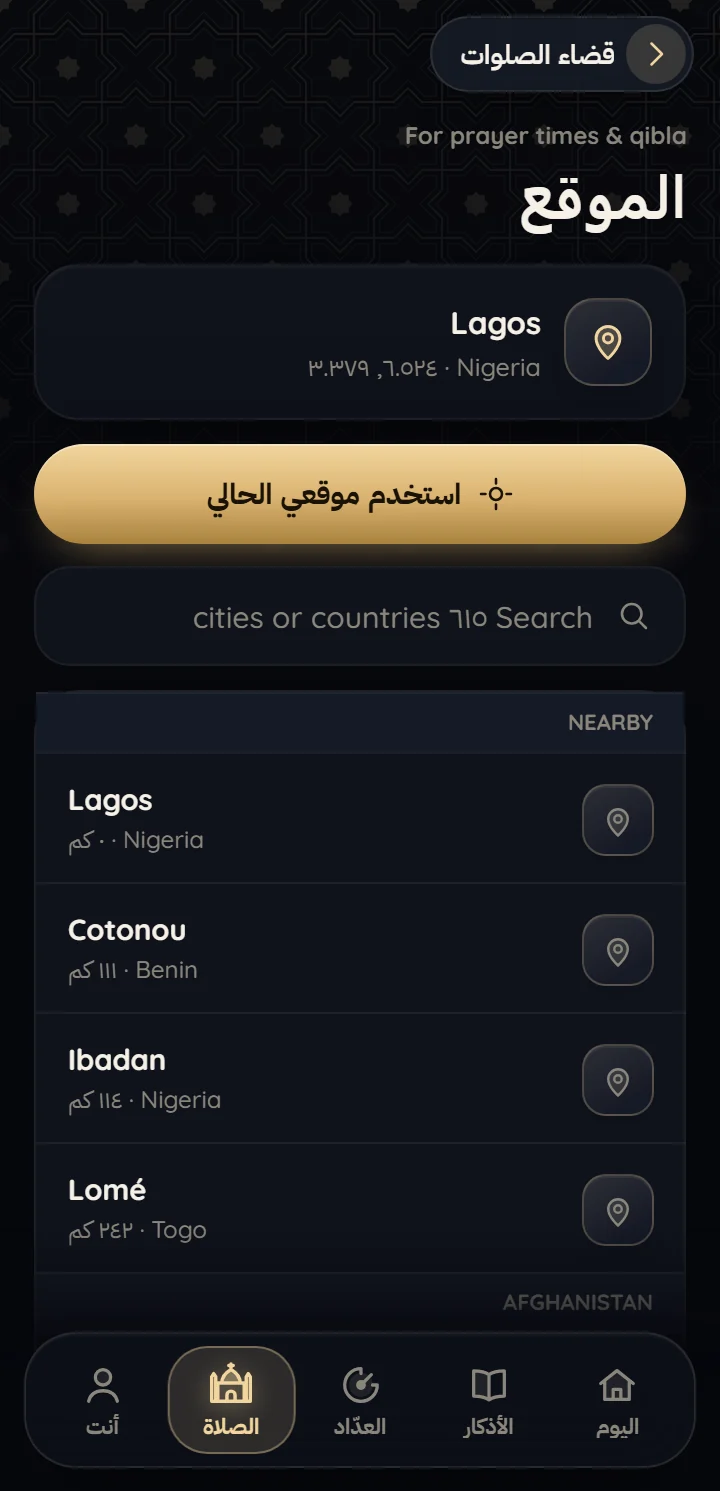 قضاء الصلوات
For prayer times & qibla
الموقع
Lagos
Nigeria · ٦.٥٢٤, ٣.٣٧٩
استخدم موقعي الحالي
Search ٦١٥ cities or countries
NEARBY
Lagos
Nigeria · ٠ كم
Cotonou
Benin · ١١١ كم
Ibadan
Nigeria · ١١٤ كم
Lomé
Togo · ٢٤٢ كم
AFGHANISTAN
اليوم
الأذكار
العدّاد
الصلاة
أنت